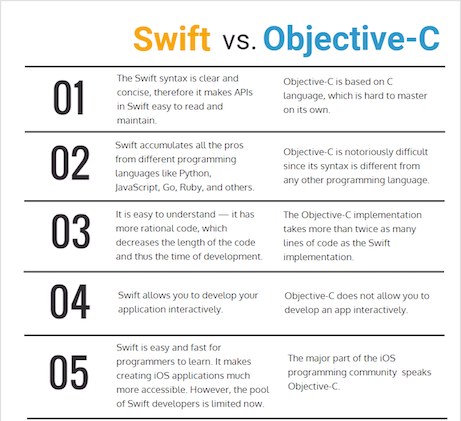 Swift vs. Objective-C
01
The Swift syntax is clear and
concise, therefore it makes APIs
in Swift easy to read and
maintain.
Objective-C is based on C
language, which is hard to master
on its own.
02
Swift accumulates all the pros
from different programming
languages like Python,
JavaScript, Go, Ruby, and others.
Objective-C is notoriously difficult
since its syntax is different from
any other programming language.
03
It is easy to understand — it has
more rational code, which
decreases the length of the code
and thus the time of development.
The Objective-C implementation
takes more than twice as many
lines of code as the Swift
implementation.
04
Swift allows you to develop your
application interactively.
Objective-C does not allow you to
develop an app interactively.
05
Swift is easy and fast for
programmers to learn. It makes
creating iOS applications much
more accessible. However, the pool
of Swift developers is limited now.
The major part of the iOS
programming community speaks
Objective-C.